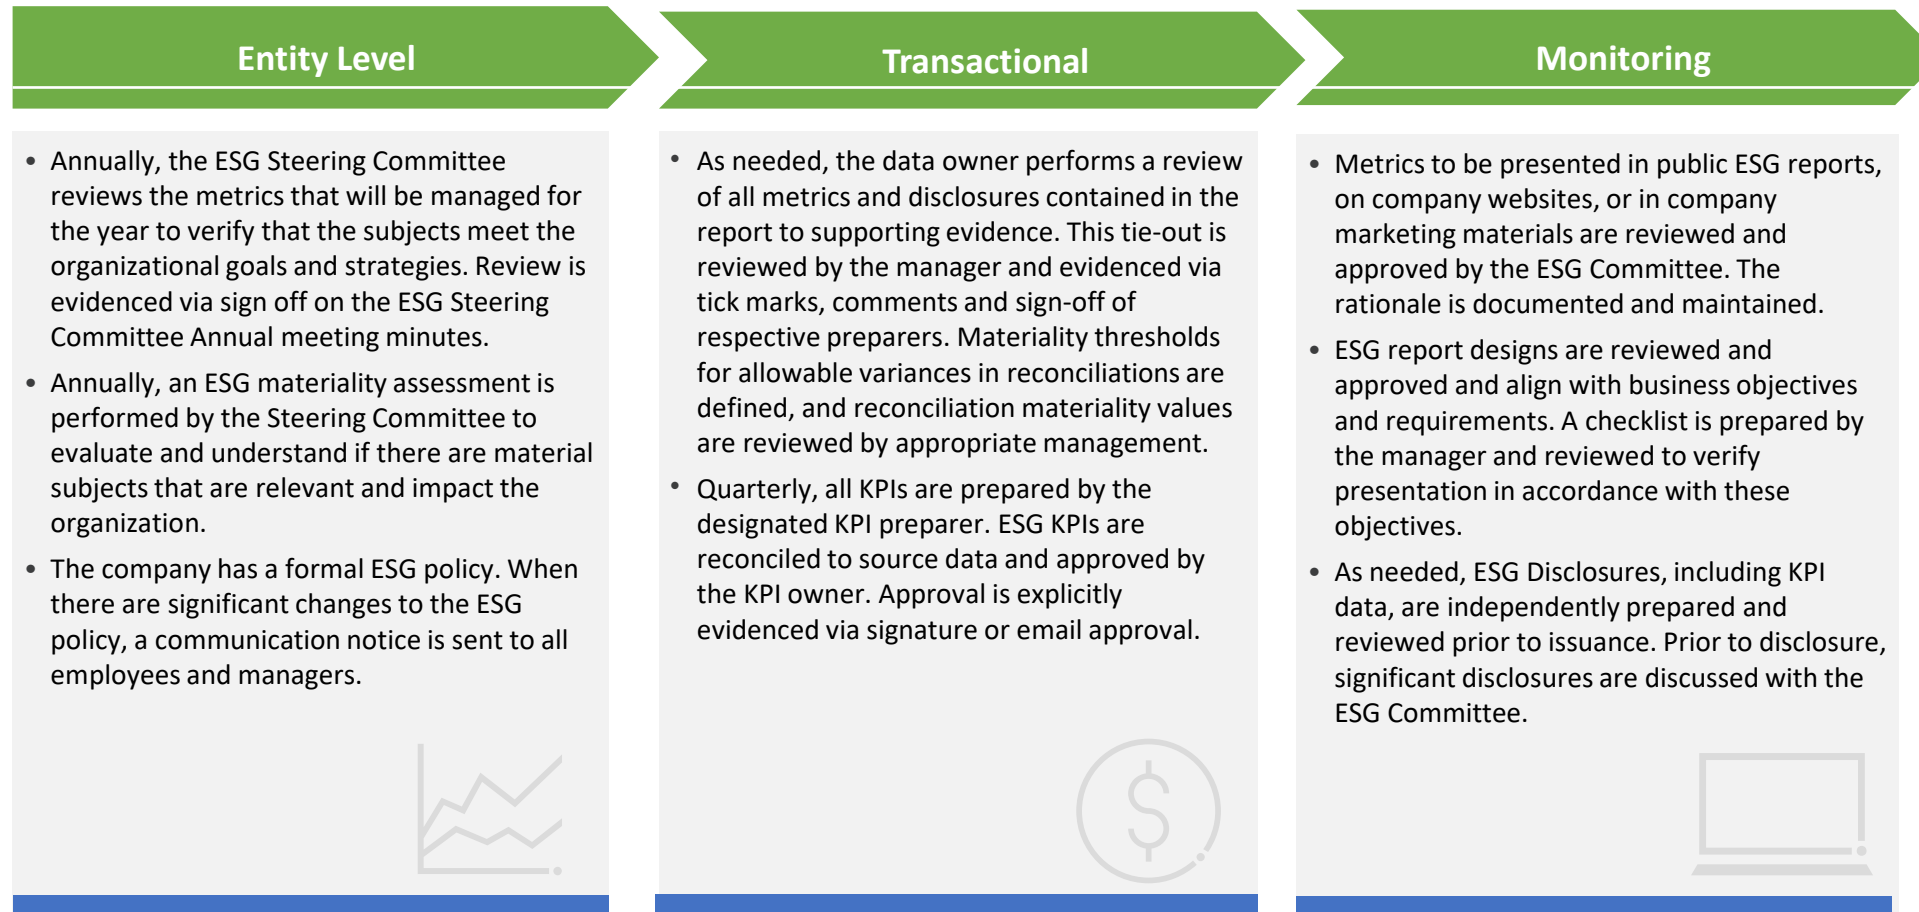 Entity Level
• Annually, the ESG Steering Committee
reviews the metrics that will be managed for
the year to verify that the subjects meet the
organizational goals and strategies. Review is
evidenced via sign off on the ESG Steering
Committee Annual meeting minutes.
• Annually, an ESG materiality assessment is
performed by the Steering Committee to
evaluate and understand if there are material
subjects that are relevant and impact the
organization.
• The company has a formal ESG policy. When
there are significant changes to the ESG
policy, a communication notice is sent to all
employees and managers.
Transactional
• As needed, the data owner performs a review
of all metrics and disclosures contained in the
report to supporting evidence. This tie-out is
reviewed by the manager and evidenced via
tick marks, comments and sign-off of
respective preparers. Materiality thresholds
for allowable variances in reconciliations are
defined, and reconciliation materiality values
are reviewed by appropriate management.
• Quarterly, all KPIs are prepared by the
designated KPI preparer. ESG KPIs are
reconciled to source data and approved by
the KPI owner. Approval is explicitly
evidenced via signature or email approval.
$
Monitoring
• Metrics to be presented in public ESG reports,
on company websites, or in company
marketing materials are reviewed and
approved by the ESG Committee. The
rationale is documented and maintained.
• ESG report designs are reviewed and
approved and align with business objectives
and requirements. A checklist is prepared by
the manager and reviewed to verify
presentation in accordance with these
objectives.
• As needed, ESG Disclosures, including KPI
data, are independently prepared and
reviewed prior to issuance. Prior to disclosure,
significant disclosures are discussed with the
ESG Committee.